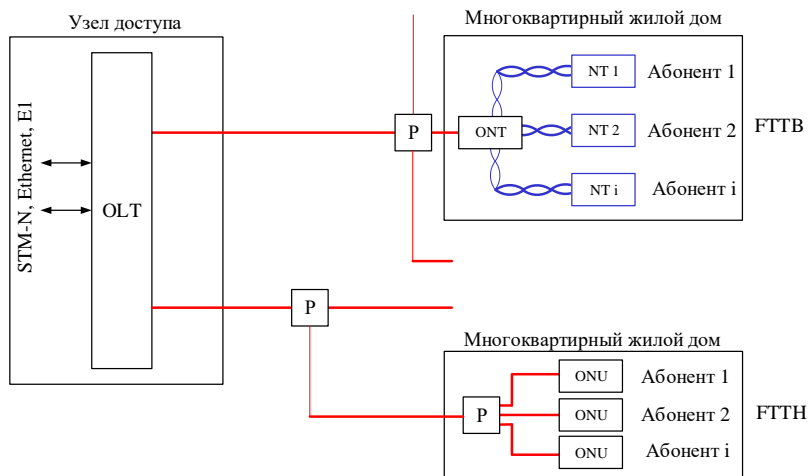 Узел доступа
STM-N, Ethernet, E1
OLT
P
P
Многоквартирный жилой дом
ONT
NT 1
Абонент 1
NT 2
Абонент 2
NT i
Абонент i
FTTB
Многоквартирный жилой дом
P
ONU
Абонент 1
ONU
Абонент 2
ONU
Абонент i
FTTH